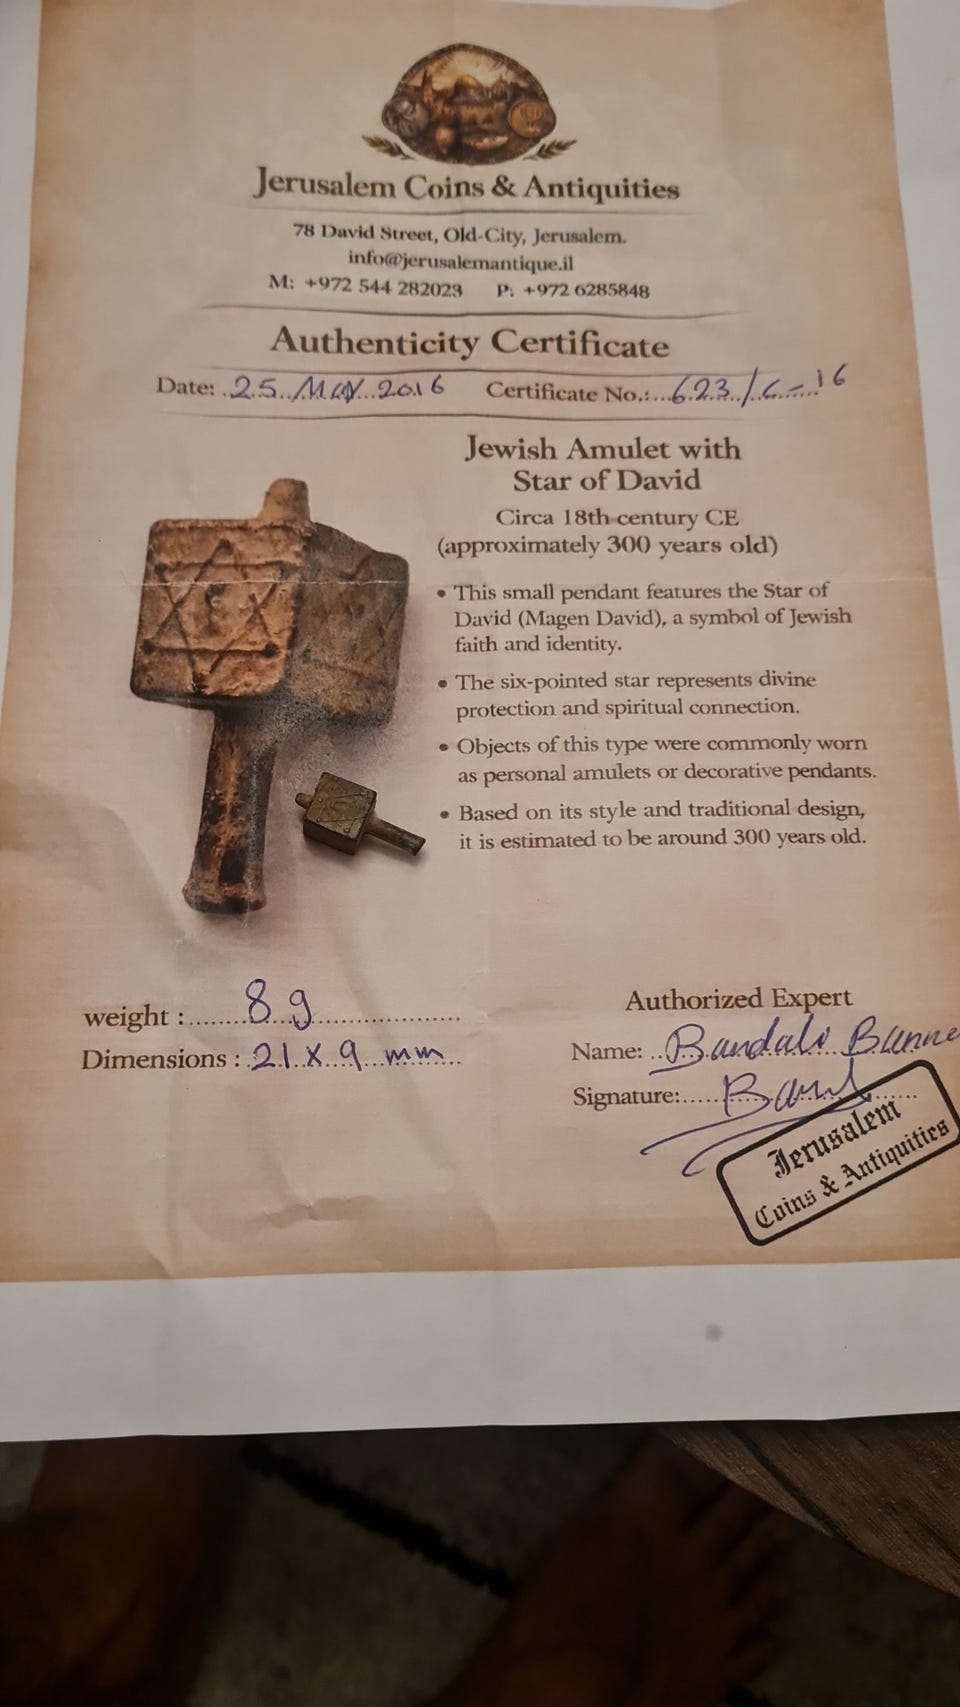 Jerusalem Coins & Antiquities
78 David Street, Old-City, Jerusalem.
info@jerusalemantique.il
M: +972 544 282023 P: +972 6285848
Authenticity Certificate
Date: 25 May 2016 Certificate No.: 623/6-16
Jewish Amulet with
Star of David
Circa 18th century CE
(approximately 300 years old)
• This small pendant features the Star of
David (Magen David), a symbol of Jewish
faith and identity.
• The six-pointed star represents divine
protection and spiritual connection.
• Objects of this type were commonly worn
as personal amulets or decorative pendants.
• Based on its style and traditional design,
it is estimated to be around 300 years old.
weight : 8 g
Dimensions : 21 x 9 mm
Authorized Expert
Name:
Signature:
Jerusalem
Coins & Antiquities